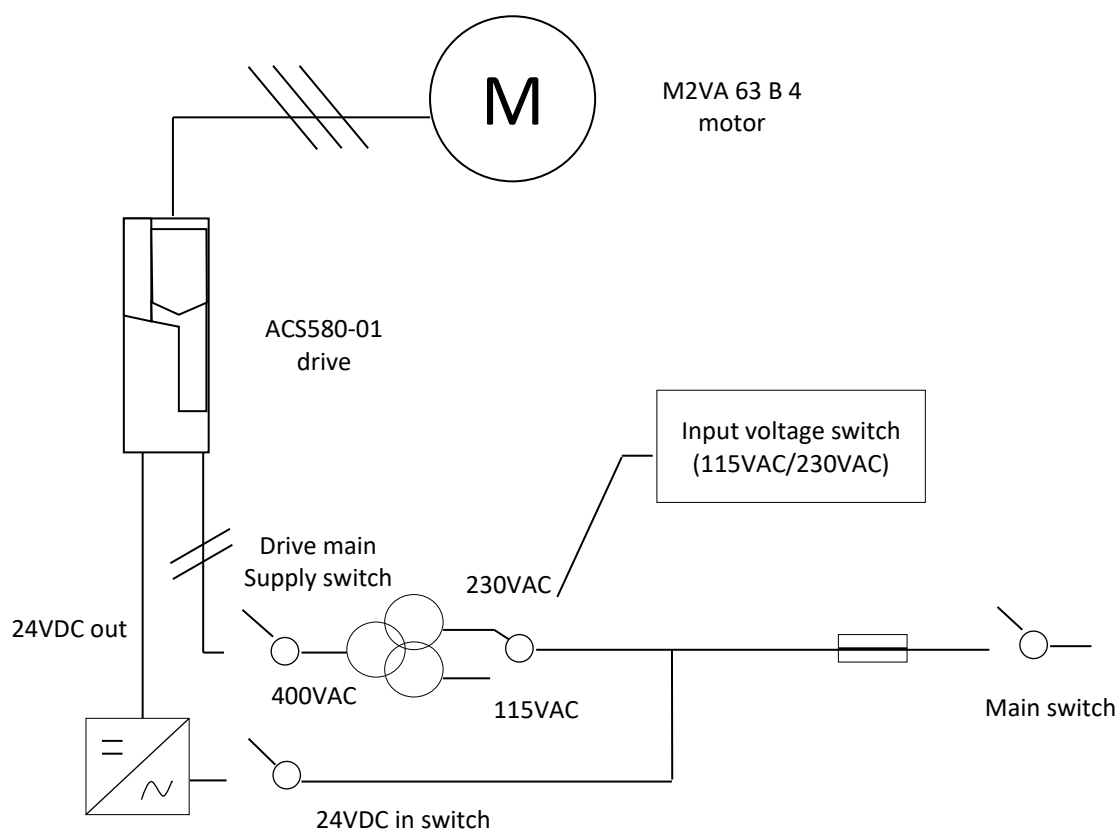 M
M2VA 63 B 4
motor
ACS580-01
drive
Input voltage switch
(115VAC/230VAC)
Drive main
Supply switch
230VAC
24VDC out
400VAC
115VAC
Main switch
24VDC in switch